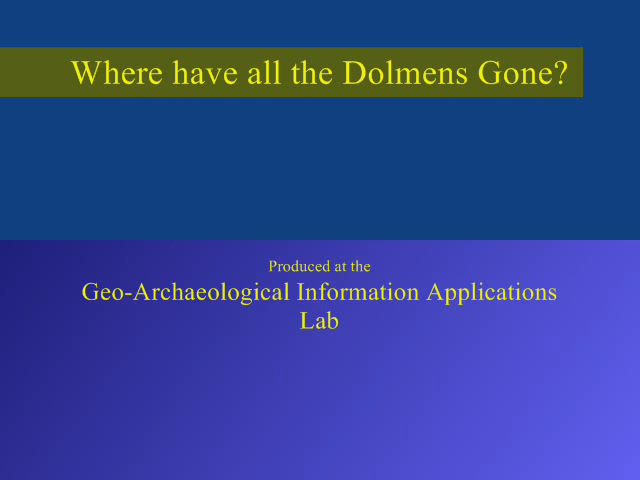 Where have all the Dolmens Gone?
Produced at the
Geo-Archaeological Information Applications
Lab